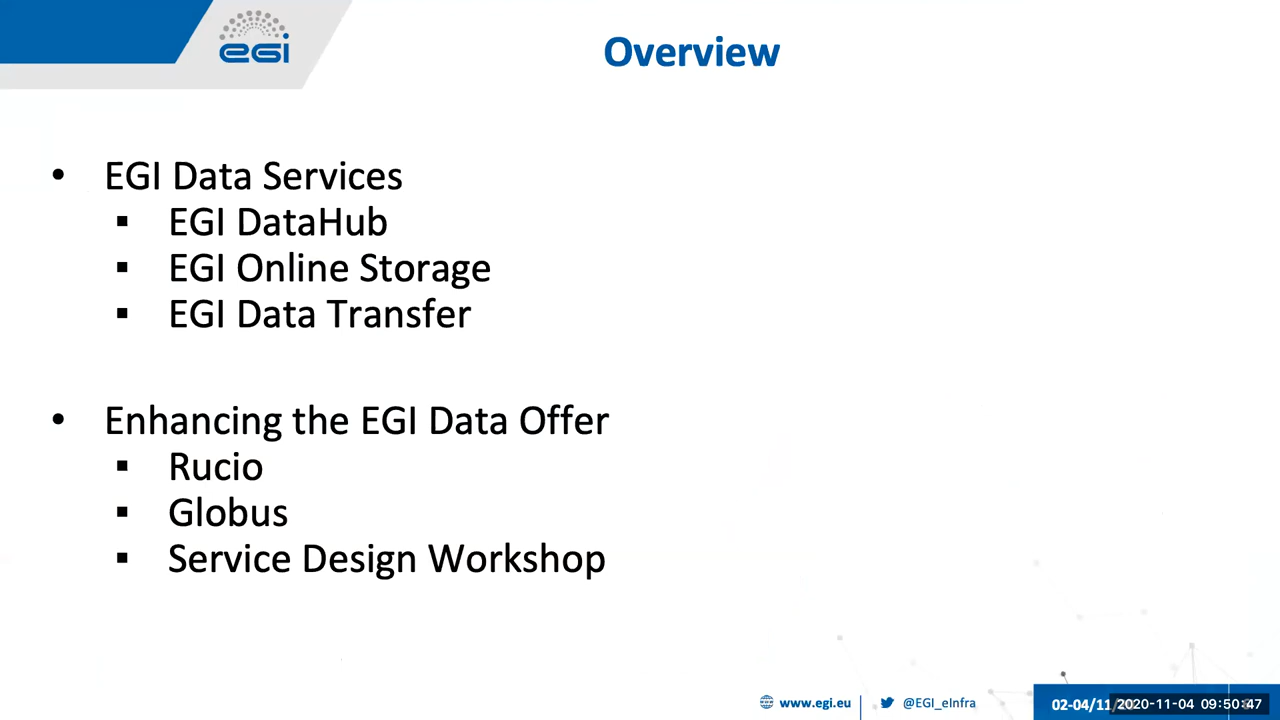 egi
Overview
• EGI Data Services
▪ EGI DataHub
▪ EGI Online Storage
▪ EGI Data Transfer
• Enhancing the EGI Data Offer
▪ Rucio
▪ Globus
▪ Service Design Workshop
www.egi.eu
@EGI_eInfra
02-04/11/
2020-11-04 09:50:47